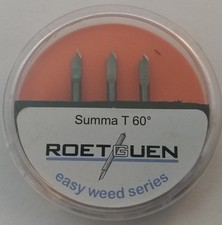 Summa T 60°
ROETGUEN
easy weed series